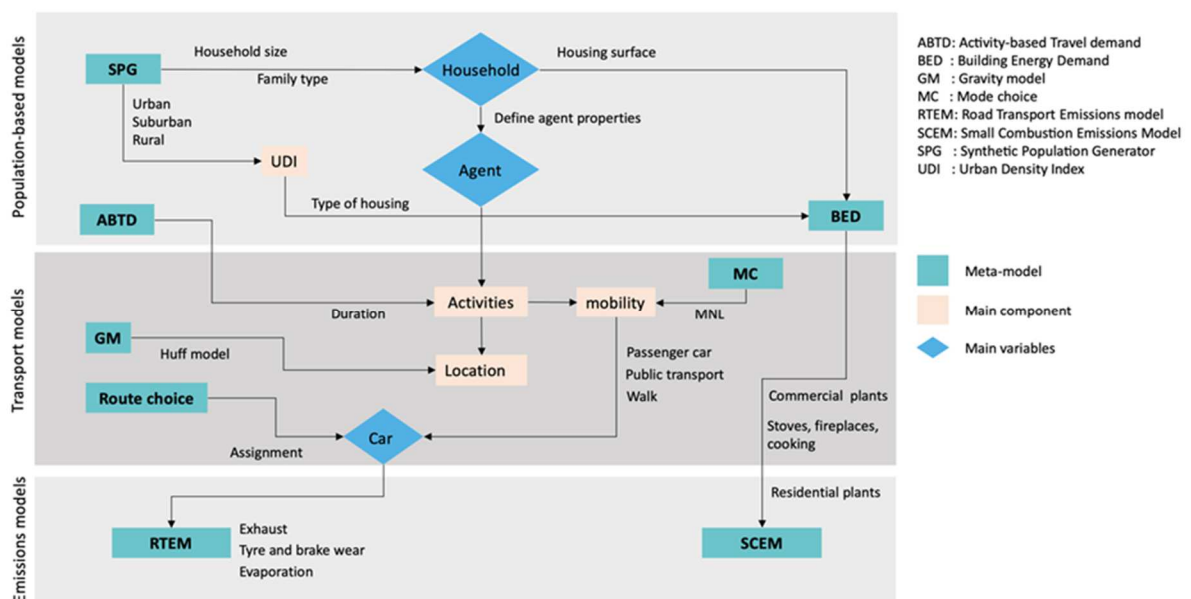 Population-based models
SPG
Household size
Family type
Household
Housing surface
Urban
Suburban
Rural
UDI
Define agent properties
Agent
Type of housing
ABTD
BED
Transport models
MC
Activities
mobility
Duration
MNL
GM
Huff model
Location
Passenger car
Public transport
Walk
Route choice
Assignment
Car
Commercial plants
Stoves, fireplaces,
cooking
Emissions models
Residential plants
RTEM
Exhaust
Tyre and brake wear
Evaporation
SCEM
ABTD: Activity-based Travel demand
BED : Building Energy Demand
GM : Gravity model
MC : Mode choice
RTEM: Road Transport Emissions model
SCEM: Small Combustion Emissions Model
SPG : Synthetic Population Generator
UDI : Urban Density Index
Meta-model
Main component
Main variables